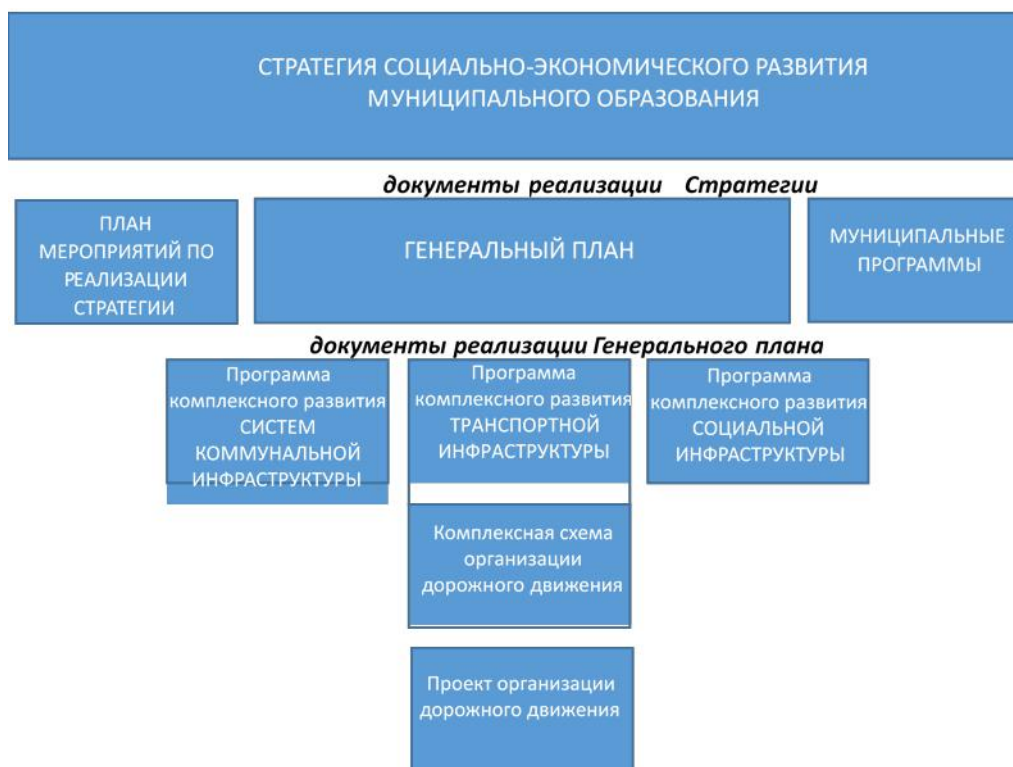 СТРАТЕГИЯ СОЦИАЛЬНО-ЭКОНОМИЧЕСКОГО РАЗВИТИЯ
МУНИЦИПАЛЬНОГО ОБРАЗОВАНИЯ
документы реализации Стратегии
ПЛАН
МЕРОПРИЯТИЙ ПО
РЕАЛИЗАЦИИ
СТРАТЕГИИ
ГЕНЕРАЛЬНЫЙ ПЛАН
МУНИЦИПАЛЬНЫЕ
ПРОГРАММЫ
документы реализации Генерального плана
Программа
комплексного развития
СИСТЕМ
КОММУНАЛЬНОЙ
ИНФРАСТРУКТУРЫ
Программа
комплексного развития
ТРАНСПОРТНОЙ
ИНФРАСТРУКТУРЫ
Программа
комплексного развития
СОЦИАЛЬНОЙ
ИНФРАСТРУКТУРЫ
Комплексная схема
организации
дорожного движения
Проект организации
дорожного движения